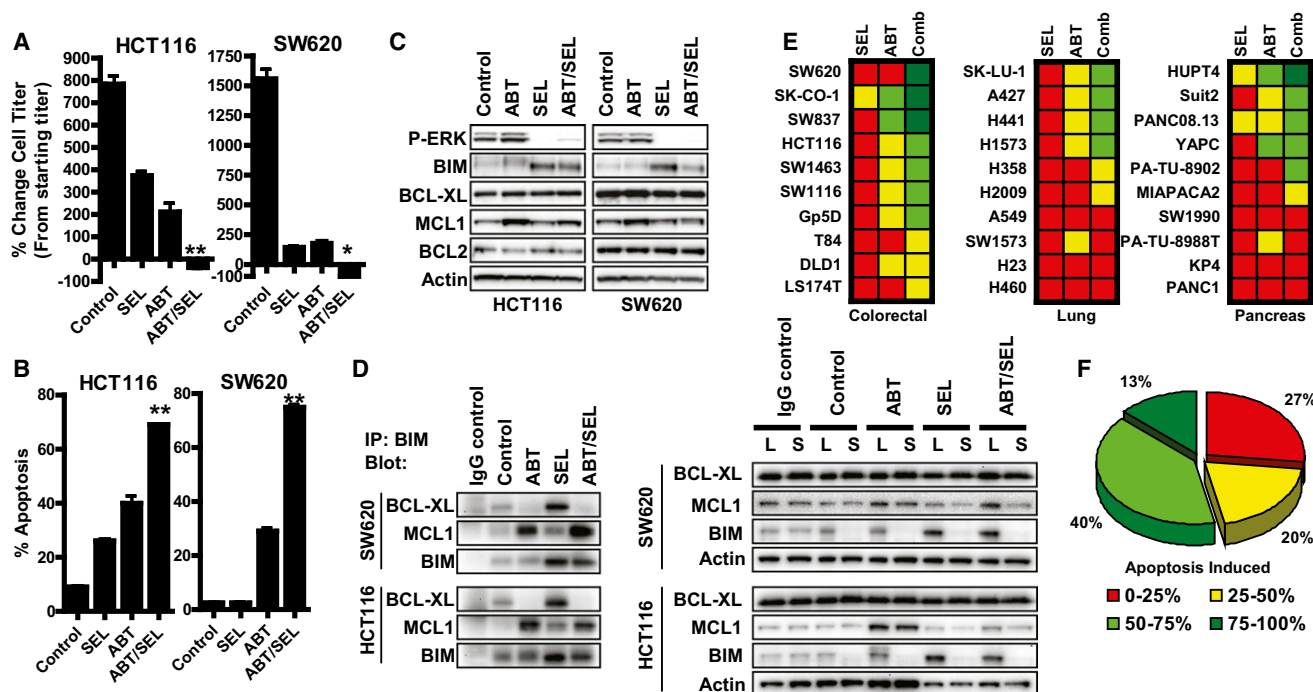 A
HCT116
SW620
% Change Cell Titer
(From starting titer)
900
800
700
600
500
400
300
200
100
0
-100
**
Control
SEL
ABT
ABT/SEL
1750
1500
1250
1000
750
500
250
0
-100
*
Control
SEL
ABT
ABT/SEL
B
HCT116
SW620
% Apoptosis
80
60
40
20
0
**
Control
SEL
ABT
ABT/SEL
80
60
40
20
0
**
Control
SEL
ABT
ABT/SEL
C
Control
ABT
SEL
ABT/SEL
Control
ABT
SEL
ABT/SEL
P-ERK
BIM
BCL-XL
MCL1
BCL2
Actin
HCT116
SW620
D
IP: BIM
Blot:
IgG control
Control
ABT
SEL
ABT/SEL
SW620
BCL-XL
MCL1
BIM
HCT116
BCL-XL
MCL1
BIM
IgG control
Control
ABT
SEL
ABT/SEL
L S L S L S L S L S
SW620
BCL-XL
MCL1
BIM
Actin
HCT116
BCL-XL
MCL1
BIM
Actin
E
SEL
ABT
Comb
SW620
SK-CO-1
SW837
HCT116
SW1463
SW1116
Gp5D
T84
DLD1
LS174T
Colorectal
SEL
ABT
Comb
SK-LU-1
A427
H441
H1573
H358
H2009
A549
SW1573
H23
H460
Lung
SEL
ABT
Comb
HUPT4
Suit2
PANC08.13
YAPC
PA-TU-8902
MIAPACA2
SW1990
PA-TU-8988T
KP4
PANC1
Pancreas
F
13%
27%
40%
20%
Apoptosis Induced
0-25%
25-50%
50-75%
75-100%